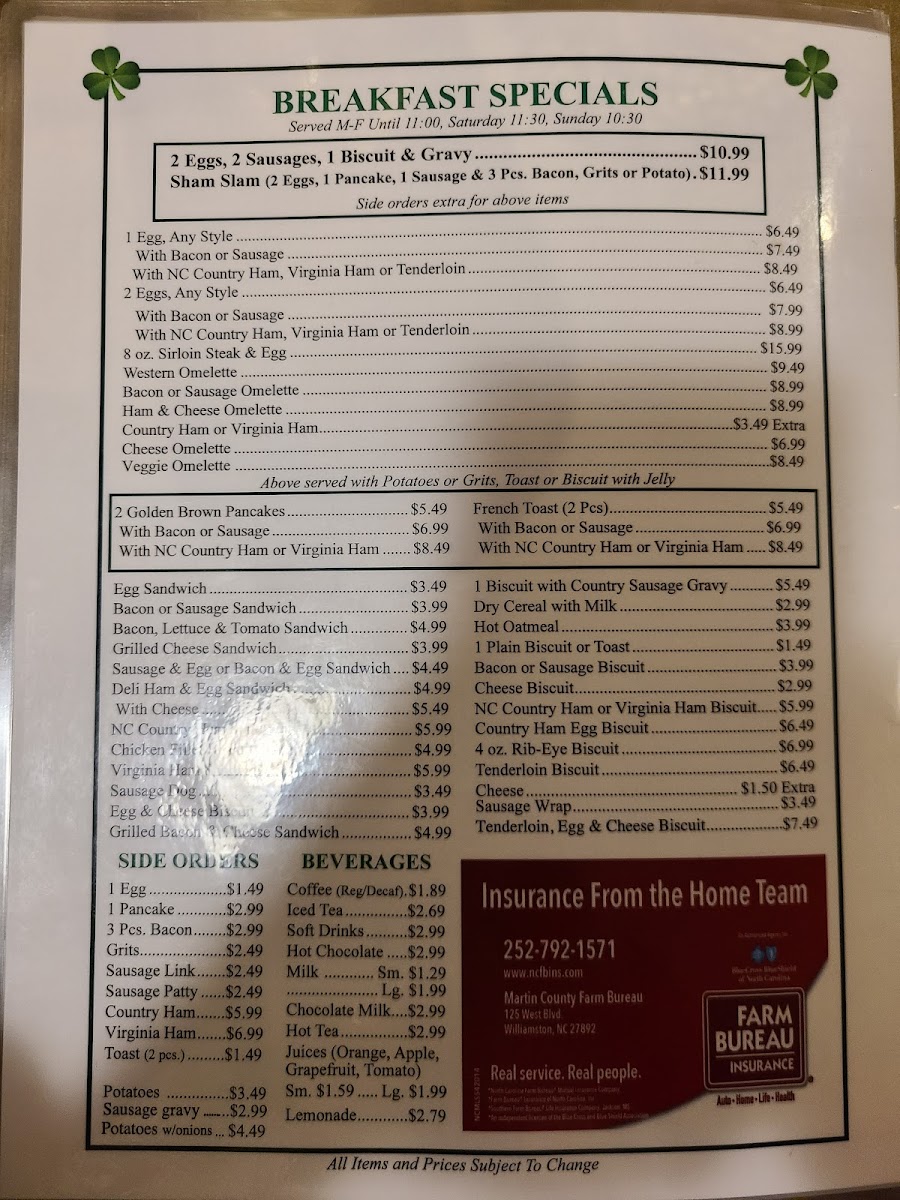 BREAKFAST SPECIALS
Served M-F Until 11:00, Saturday 11:30, Sunday 10:30
2 Eggs, 2 Sausages, 1 Biscuit & Gravy $10.99
Sham Slam (2 Eggs, 1 Pancake, 1 Sausage & 3 Pcs. Bacon, Grits or Potato). $11.99
Side orders extra for above items
1 Egg, Any Style $6.49
With Bacon or Sausage $7.49
With NC Country Ham, Virginia Ham or Tenderloin $8.49
2 Eggs, Any Style $6.49
With Bacon or Sausage $7.99
With NC Country Ham, Virginia Ham or Tenderloin $8.99
8 oz. Sirloin Steak & Egg $15.99
Western Omelette $9.49
Bacon or Sausage Omelette $8.99
Ham & Cheese Omelette $8.99
Country Ham or Virginia Ham $3.49 Extra
Cheese Omelette $6.99
Veggie Omelette $8.49
Above served with Potatoes or Grits, Toast or Biscuit with Jelly
2 Golden Brown Pancakes $5.49
With Bacon or Sausage $6.99
With NC Country Ham or Virginia Ham $8.49
French Toast (2 Pcs) $5.49
With Bacon or Sausage $6.99
With NC Country Ham or Virginia Ham $8.49
Egg Sandwich $3.49
Bacon or Sausage Sandwich $3.99
Bacon, Lettuce & Tomato Sandwich $4.99
Grilled Cheese Sandwich $3.99
Sausage & Egg or Bacon & Egg Sandwich $4.49
Deli Ham & Egg Sandwich $4.99
With Cheese $5.49
NC Country $5.99
Chicken $4.99
Virginia Ham $5.99
Sausage Dog $3.49
Egg & Cheese Biscuit $3.99
Grilled Bacon & Cheese Sandwich $4.99
1 Biscuit with Country Sausage Gravy $5.49
Dry Cereal with Milk $2.99
Hot Oatmeal $3.99
1 Plain Biscuit or Toast $1.49
Bacon or Sausage Biscuit $3.99
Cheese Biscuit $2.99
NC Country Ham or Virginia Ham Biscuit $5.99
Country Ham Egg Biscuit $6.49
4 oz. Rib-Eye Biscuit $6.99
Tenderloin Biscuit $6.49
Cheese $1.50 Extra
Sausage Wrap $3.49
Tenderloin, Egg & Cheese Biscuit $7.49
SIDE ORDERS
1 Egg $1.49
1 Pancake $2.99
3 Pcs. Bacon $2.99
Grits $2.49
Sausage Link $2.49
Sausage Patty $2.49
Country Ham $5.99
Virginia Ham $6.99
Toast (2 pcs.) $1.49
Potatoes $3.49
Sausage gravy $2.99
Potatoes w/onions $4.49
BEVERAGES
Coffee (Reg/Decaf). $1.89
Iced Tea $2.69
Soft Drinks $2.99
Hot Chocolate $2.99
Milk Sm. $1.29
Lg. $1.99
Chocolate Milk $2.99
Hot Tea $2.99
Juices (Orange, Apple,
Grapefruit, Tomato)
Sm. $1.59 Lg. $1.99
Lemonade $2.79
Insurance From the Home Team
252-792-1571
www.ncfbins.com
Martin County Farm Bureau
125 West Blvd.
Williamston, NC 27892
BlueCross BlueShield
of North Carolina
FARM
BUREAU
INSURANCE
Auto • Home • Life • Health
Real service. Real people.
All Items and Prices Subject To Change